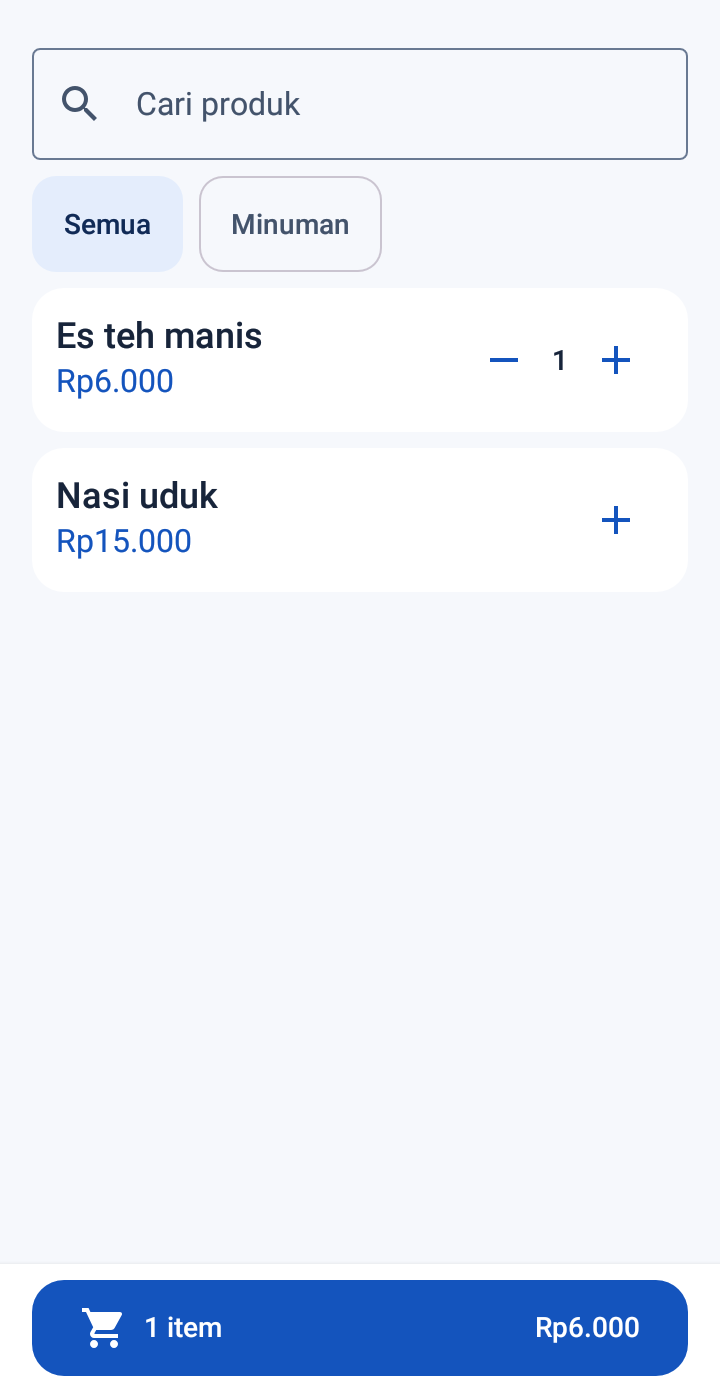 Cari produk
Semua Minuman
Es teh manis
Rp6.000
1
Nasi uduk
Rp15.000
1 item Rp6.000